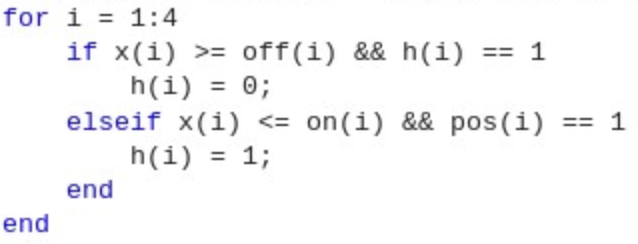 for i = 1:4
    if x(i) >= off(i) && h(i) == 1
        h(i) = 0;
    elseif x(i) <= on(i) && pos(i) == 1
        h(i) = 1;
    end
end